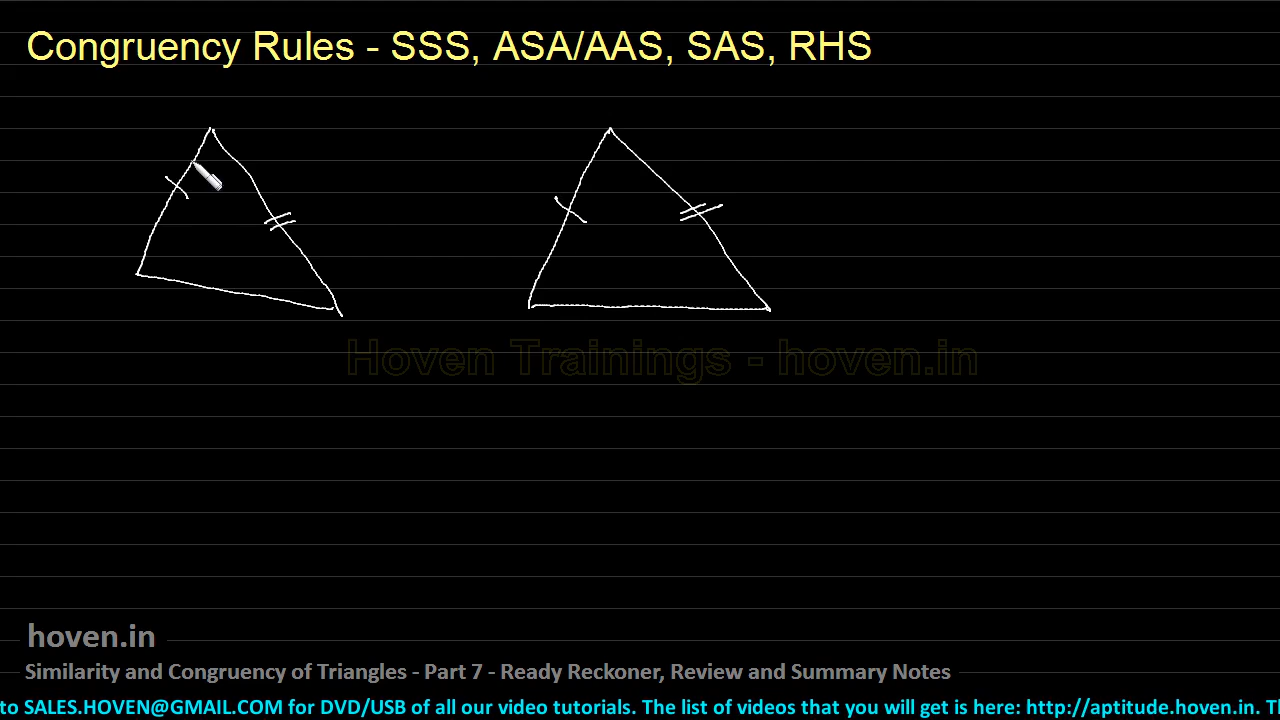 Congruency Rules - SSS, ASA/AAS, SAS, RHS
Hoven Trainings - hoven.in
hoven.in
Similarity and Congruency of Triangles - Part 7 - Ready Reckoner, Review and Summary Notes
to SALES.HOVEN@GMAIL.COM for DVD/USB of all our video tutorials. The list of videos that you will get is here: http://aptitude.hoven.in. T